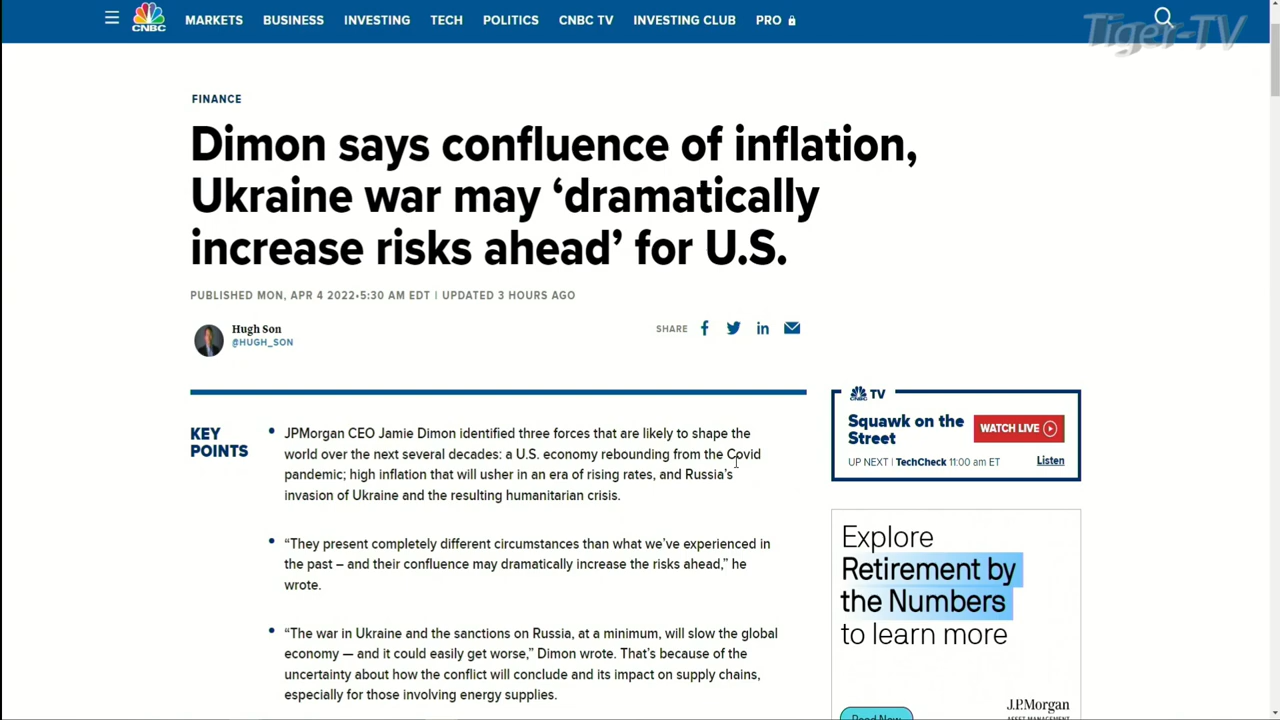 MARKETS BUSINESS INVESTING TECH POLITICS CNBC TV INVESTING CLUB PRO
CNBC
Tiger-TV
FINANCE
Dimon says confluence of inflation,
Ukraine war may ‘dramatically
increase risks ahead’ for U.S.
PUBLISHED MON, APR 4 2022•5:30 AM EDT | UPDATED 3 HOURS AGO
Hugh Son
@HUGH_SON
SHARE
KEY
POINTS
• JPMorgan CEO Jamie Dimon identified three forces that are likely to shape the
world over the next several decades: a U.S. economy rebounding from the Covid
pandemic; high inflation that will usher in an era of rising rates, and Russia’s
invasion of Ukraine and the resulting humanitarian crisis.
• “They present completely different circumstances than what we’ve experienced in
the past – and their confluence may dramatically increase the risks ahead,” he
wrote.
• “The war in Ukraine and the sanctions on Russia, at a minimum, will slow the global
economy — and it could easily get worse,” Dimon wrote. That’s because of the
uncertainty about how the conflict will conclude and its impact on supply chains,
especially for those involving energy supplies.
CNBC TV
Squawk on the
Street
WATCH LIVE
UP NEXT | TechCheck 11:00 am ET
Listen
Explore
Retirement by
the Numbers
to learn more
J.P.Morgan
ASSET MANAGEMENT
Read Now